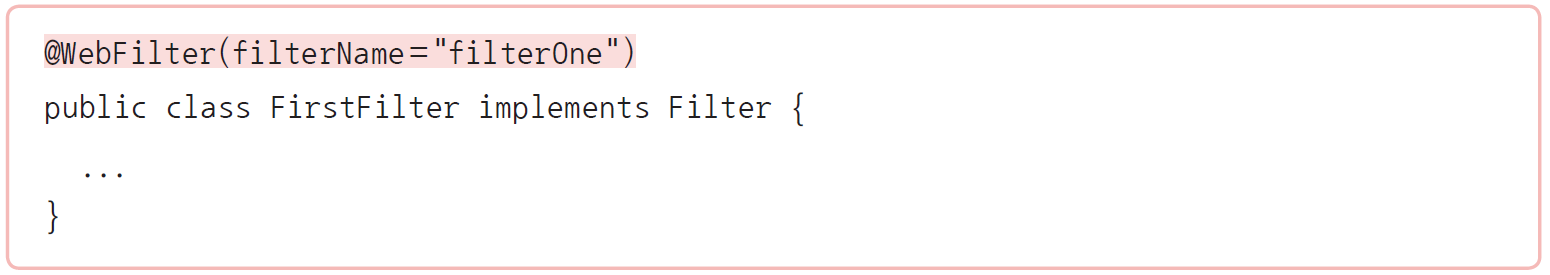 @WebFilter(filterName="filterOne")
public class FirstFilter implements Filter {
  ...
}